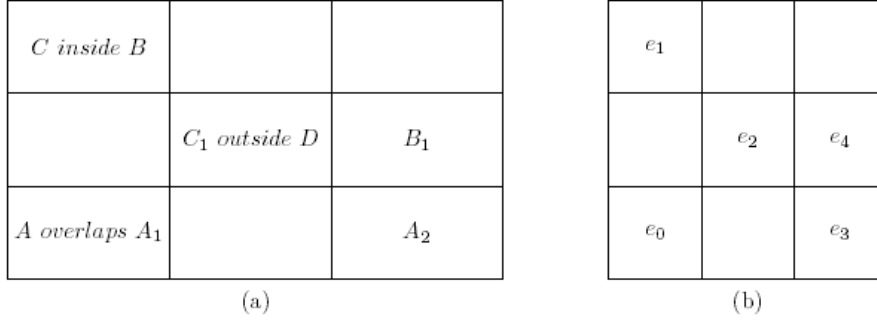 C inside B e₁
C₁ outside D B₁ e₂ e₄
A overlaps A₁ A₂ e₀ e₃
(a) (b)